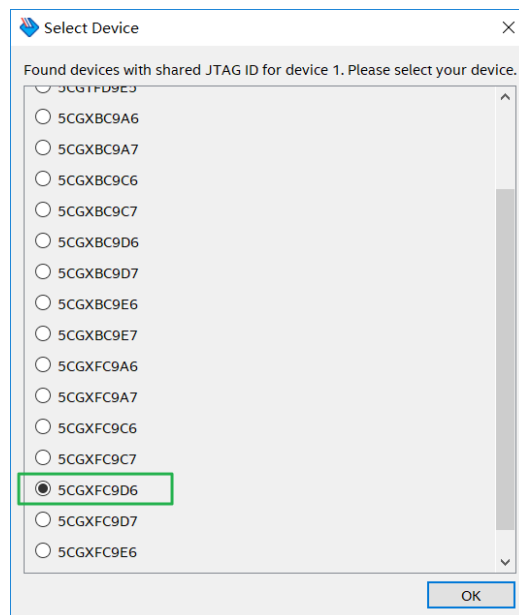 Select Device
Found devices with shared JTAG ID for device 1. Please select your device.
5CGTFD9E5
5CGXBC9A6
5CGXBC9A7
5CGXBC9C6
5CGXBC9C7
5CGXBC9D6
5CGXBC9D7
5CGXBC9E6
5CGXBC9E7
5CGXFC9A6
5CGXFC9A7
5CGXFC9C6
5CGXFC9C7
5CGXFC9D6
5CGXFC9D7
5CGXFC9E6
OK